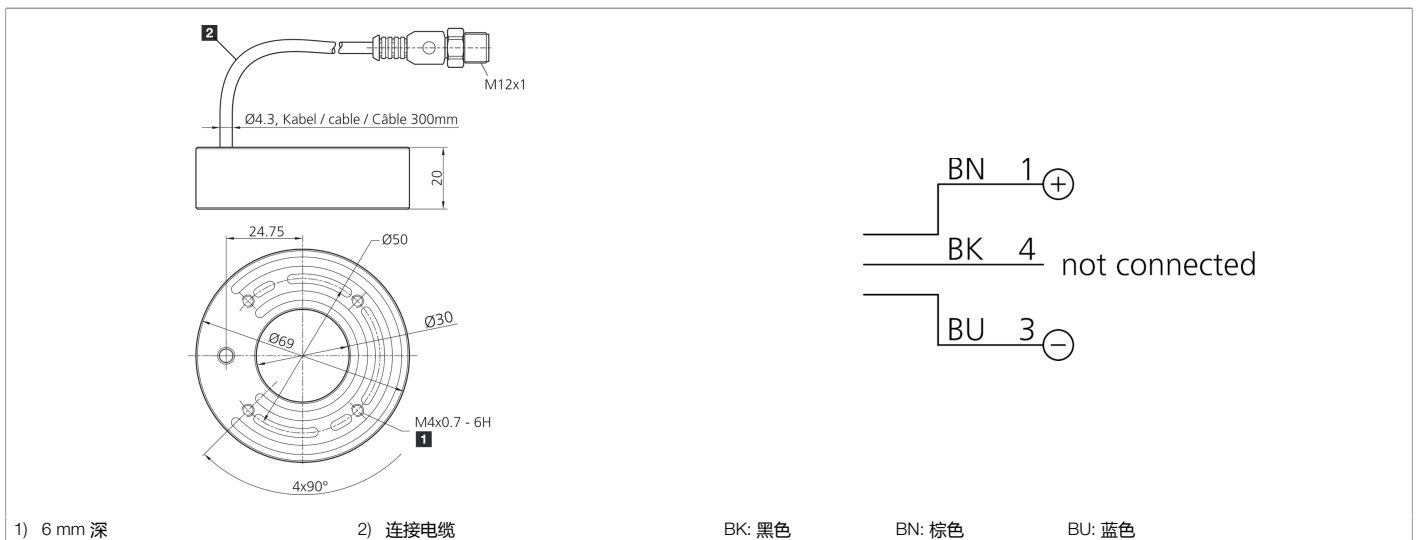 2
M12x1
Ø4.3, Kabel / cable / Câble 300mm
20
24.75
Ø50
Ø30
Ø69
M4x0.7 - 6H
1
4x90°
BN 1 +
BK 4 not connected
BU 3 −
1) 6 mm 深 2) 连接电缆 BK: 黑色 BN: 棕色 BU: 蓝色